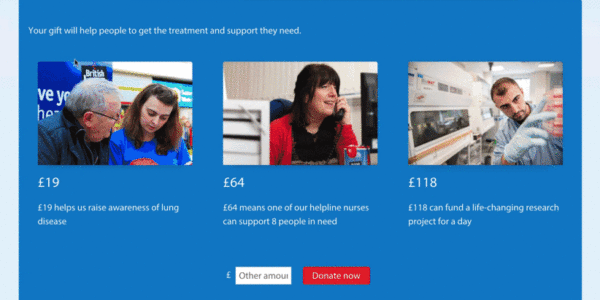 Your gift will help people to get the treatment and support they need.
British
ve yo
£19
£64
£118
£19 helps us raise awareness of lung
disease
£64 means one of our helpline nurses
can support 8 people in need
£118 can fund a life-changing research
project for a day
£ Other amou
Donate now